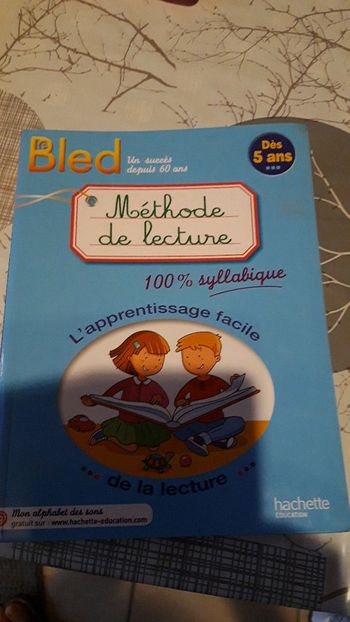 le
Bled
Un succès
depuis 60 ans
Dès
5 ans
Méthode
de lecture
100% syllabique
L'apprentissage facile
... de la lecture ...
Mon alphabet des sons
gratuit sur : www.hachette-education.com
hachette
ÉDUCATION